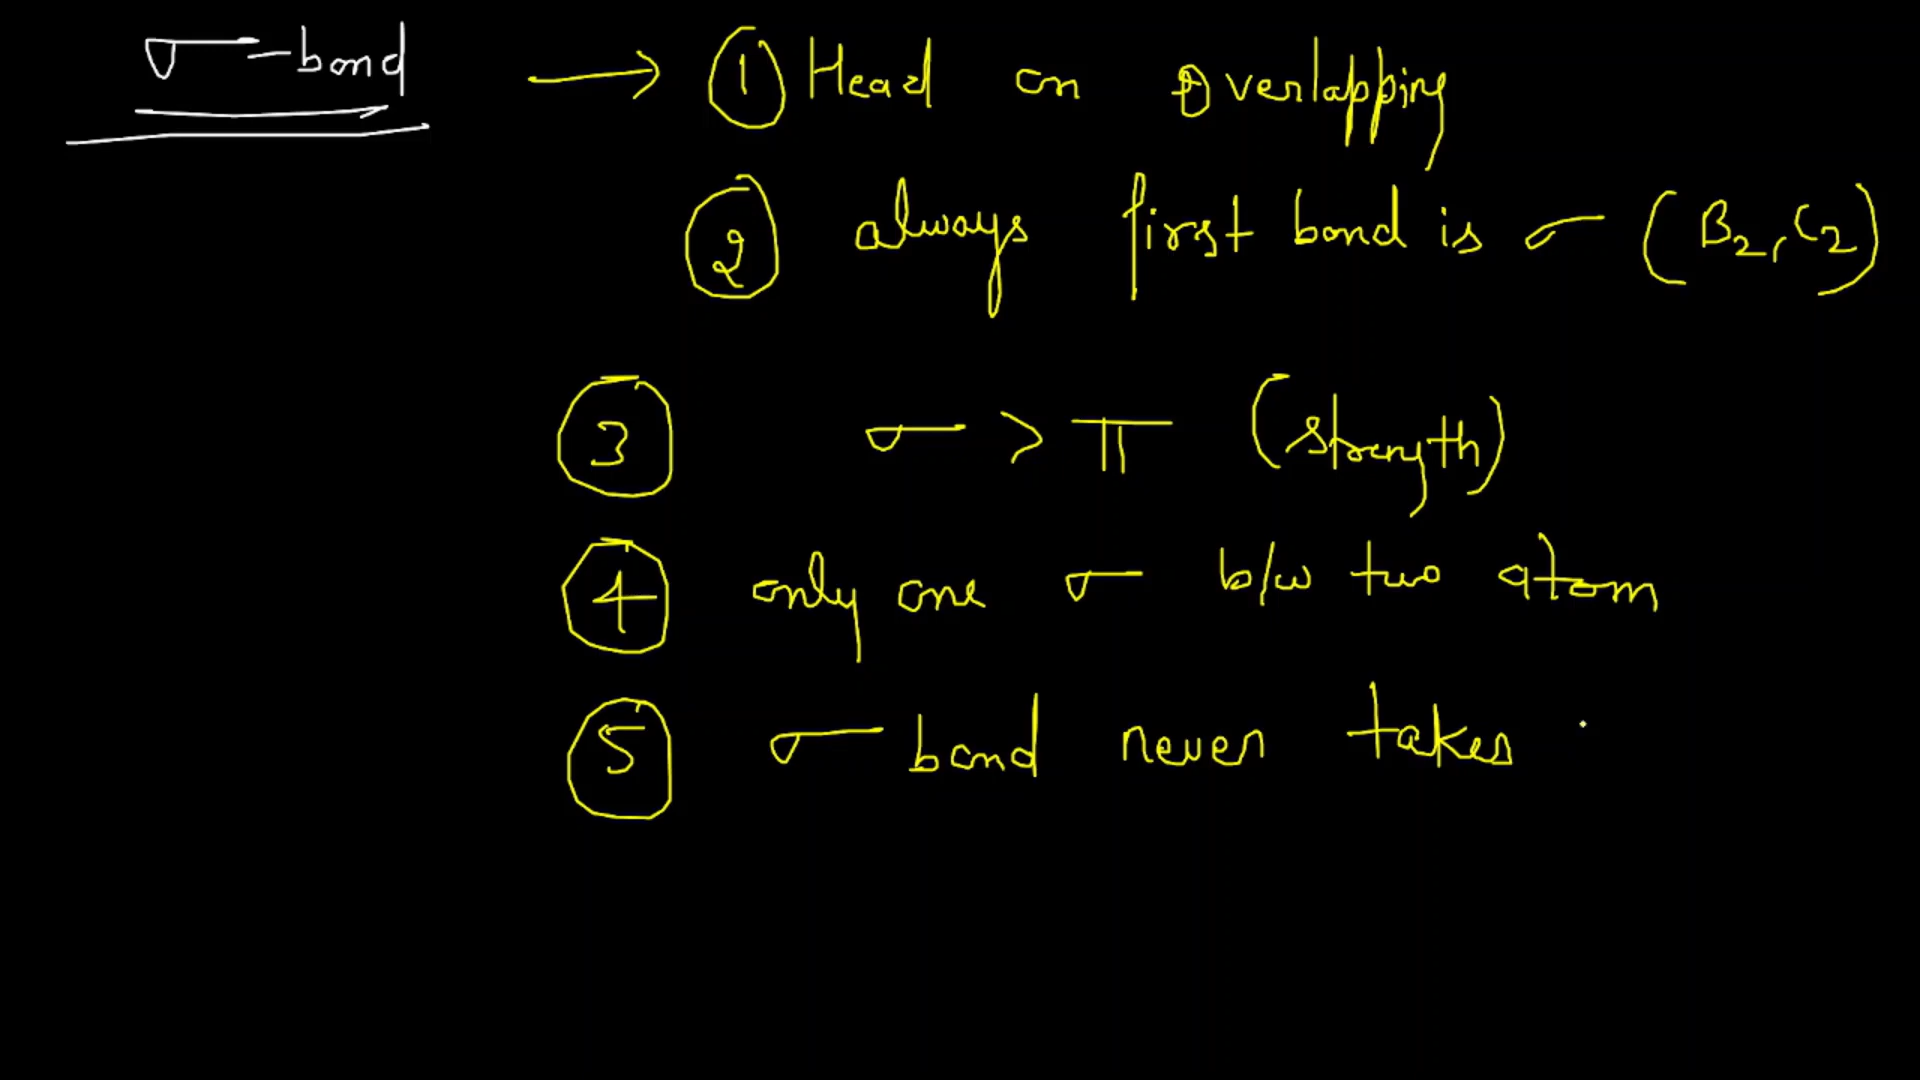 σ-bond → ① Head on overlapping
② always first bond is σ (B₂, C₂)
③ σ > π (strength)
④ only one σ b/w two atom
⑤ σ bond never takes